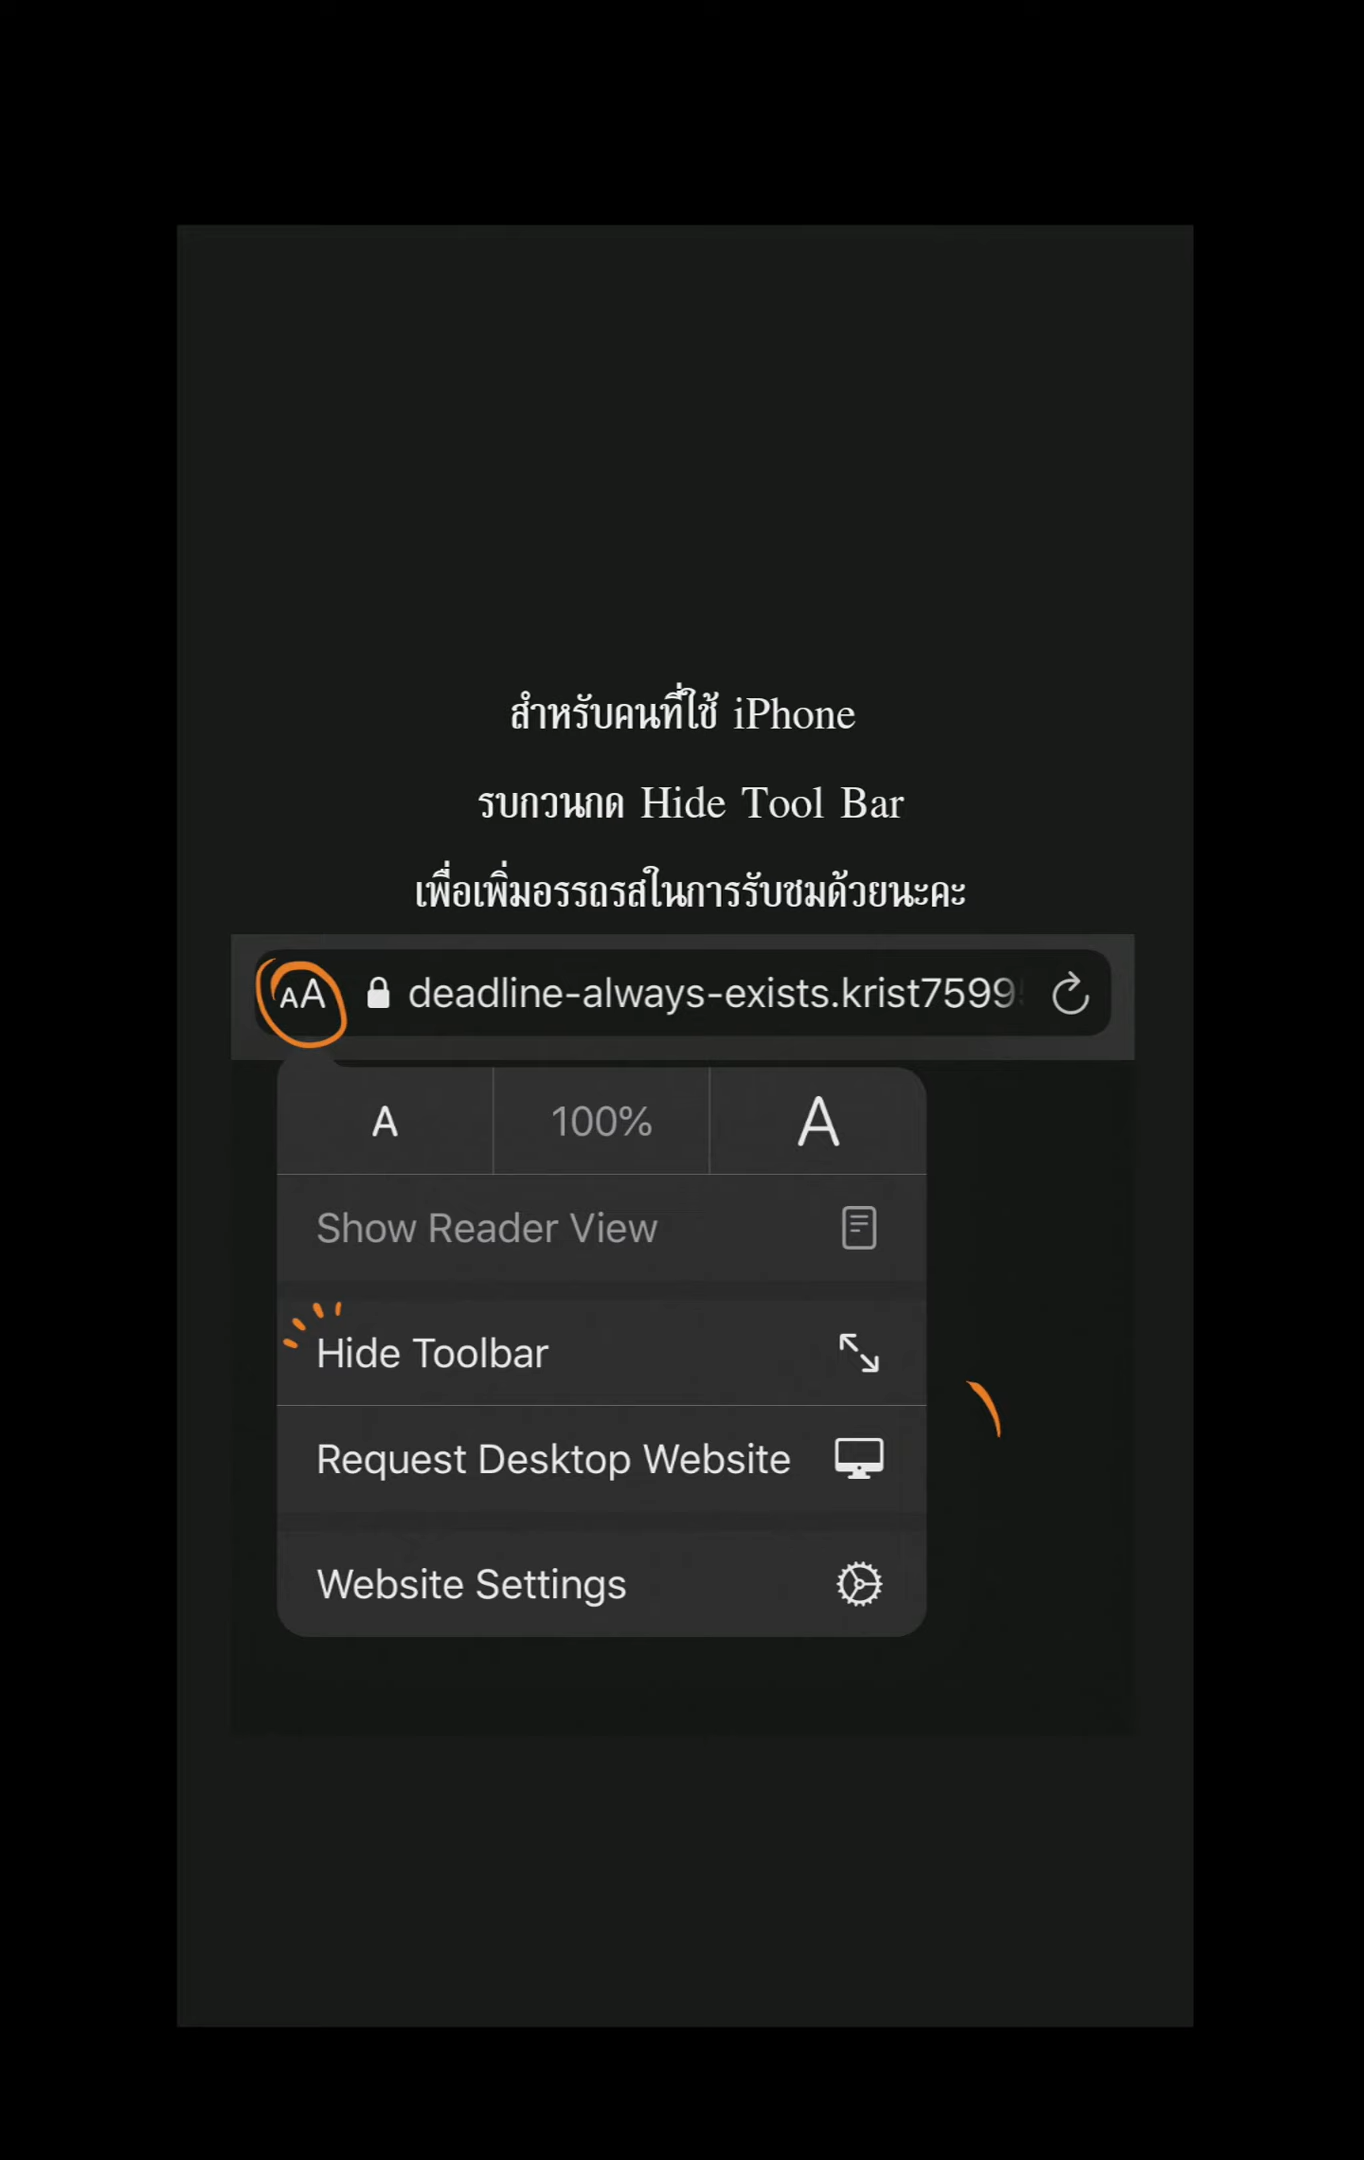 สำหรับคนที่ใช้ iPhone
รบกวนกด Hide Tool Bar
เพื่อเพิ่มอรรถรสในการรับชมด้วยนะคะ
AA deadline-always-exists.krist7599
A 100% A
Show Reader View
Hide Toolbar
Request Desktop Website
Website Settings